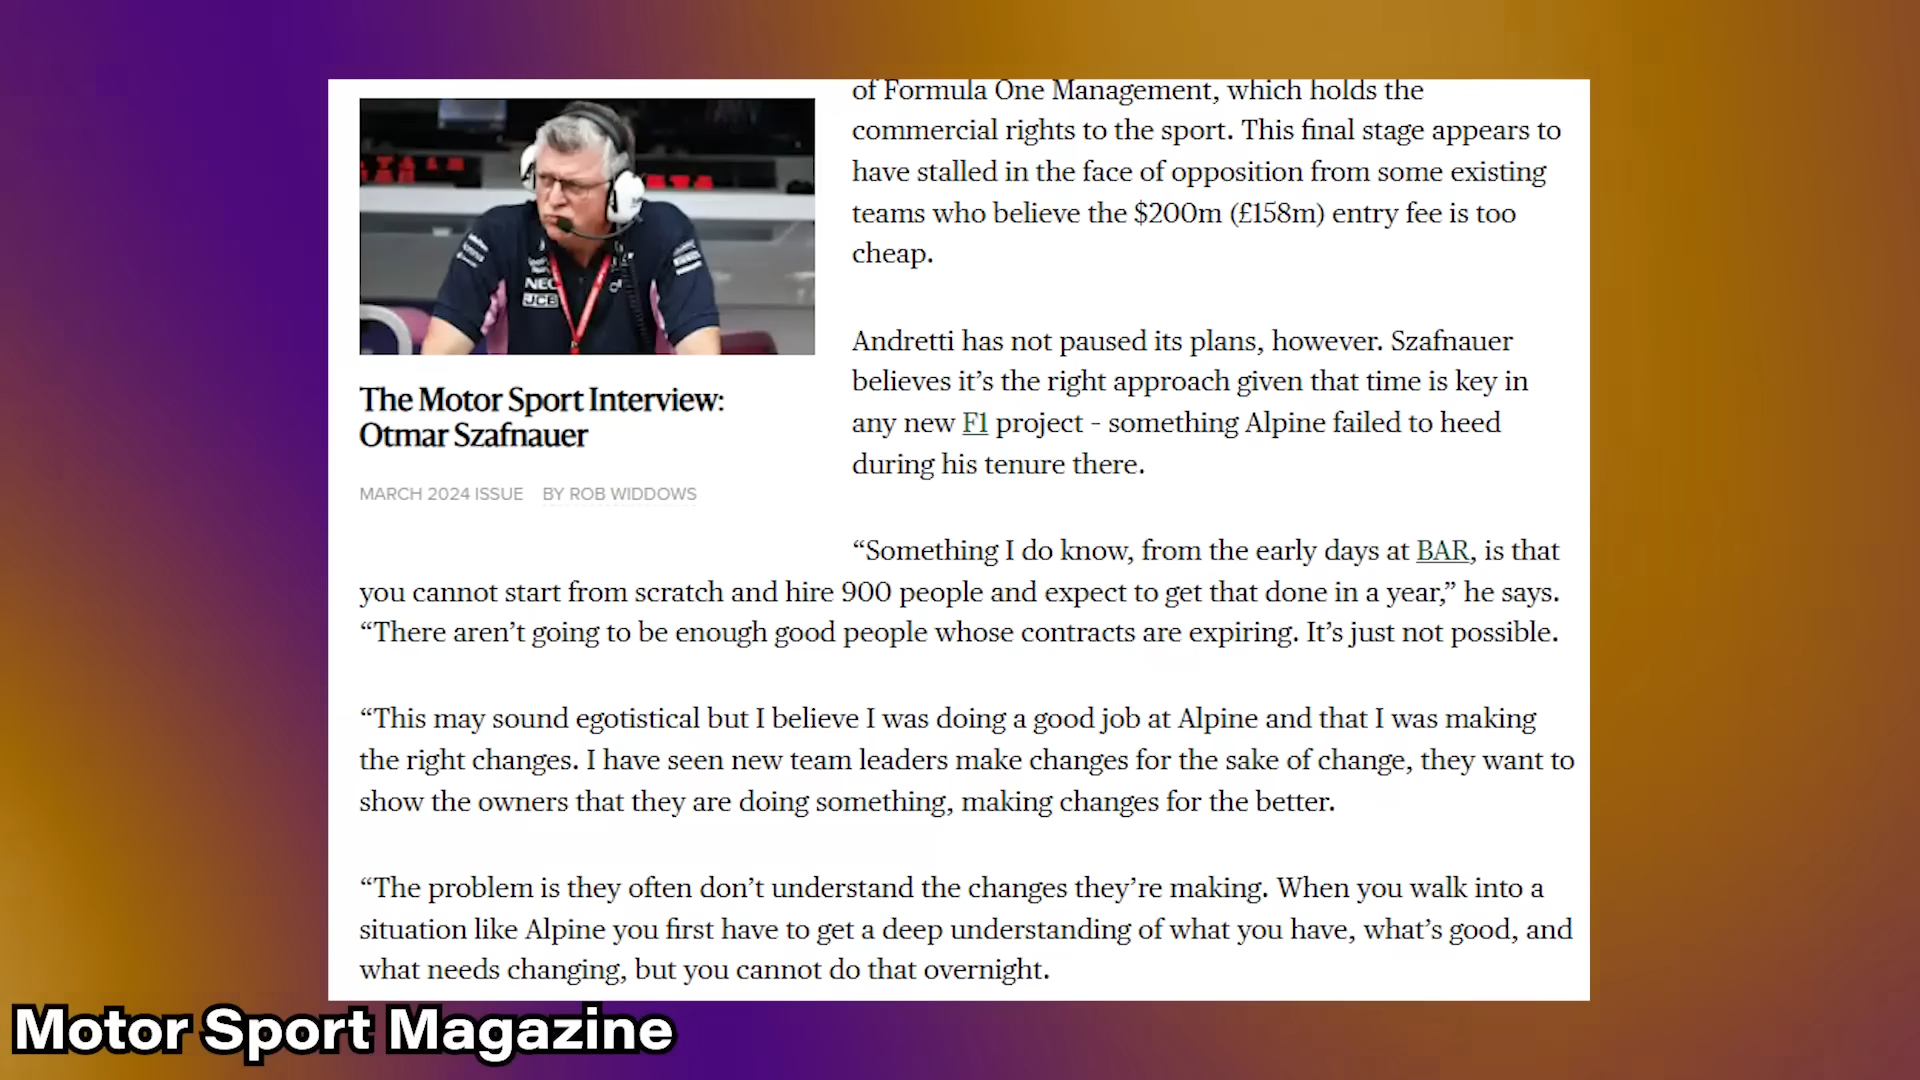 of Formula One Management, which holds the
commercial rights to the sport. This final stage appears to
have stalled in the face of opposition from some existing
teams who believe the $200m (£158m) entry fee is too
cheap.
NEC
JCB
The Motor Sport Interview:
Otmar Szafnauer
MARCH 2024 ISSUE BY ROB WIDDOWS
Andretti has not paused its plans, however. Szafnauer
believes it’s the right approach given that time is key in
any new F1 project – something Alpine failed to heed
during his tenure there.
“Something I do know, from the early days at BAR, is that
you cannot start from scratch and hire 900 people and expect to get that done in a year,” he says.
“There aren’t going to be enough good people whose contracts are expiring. It’s just not possible.
“This may sound egotistical but I believe I was doing a good job at Alpine and that I was making
the right changes. I have seen new team leaders make changes for the sake of change, they want to
show the owners that they are doing something, making changes for the better.
“The problem is they often don’t understand the changes they’re making. When you walk into a
situation like Alpine you first have to get a deep understanding of what you have, what’s good, and
what needs changing, but you cannot do that overnight.
Motor Sport Magazine